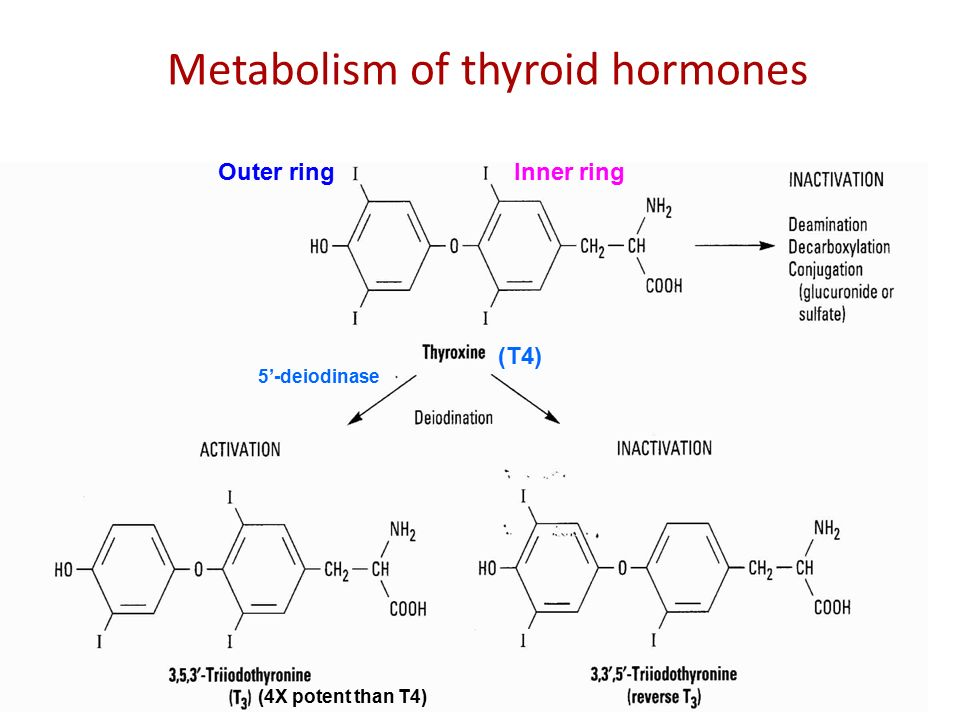 Metabolism of thyroid hormones
Outer ring
Inner ring
I
I
HO
O
I
I
CH₂
CH
NH₂
COOH
INACTIVATION
Deamination
Decarboxylation
Conjugation
(glucuronide or
sulfate)
Thyroxine (T4)
5’-deiodinase
Deiodination
ACTIVATION
INACTIVATION
I
HO
O
I
I
CH₂
CH
NH₂
COOH
3,5,3′-Triiodothyronine
(T₃) (4X potent than T4)
I
HO
O
I
I
CH₂
CH
NH₂
COOH
3,3′,5′-Triiodothyronine
(reverse T₃)